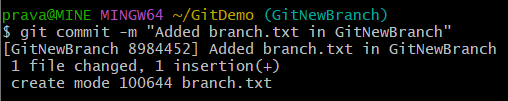 prava@MINE MINGW64 ~/GitDemo (GitNewBranch)
$ git commit -m "Added branch.txt in GitNewBranch"
[GitNewBranch 8984452] Added branch.txt in GitNewBranch
 1 file changed, 1 insertion(+)
 create mode 100644 branch.txt